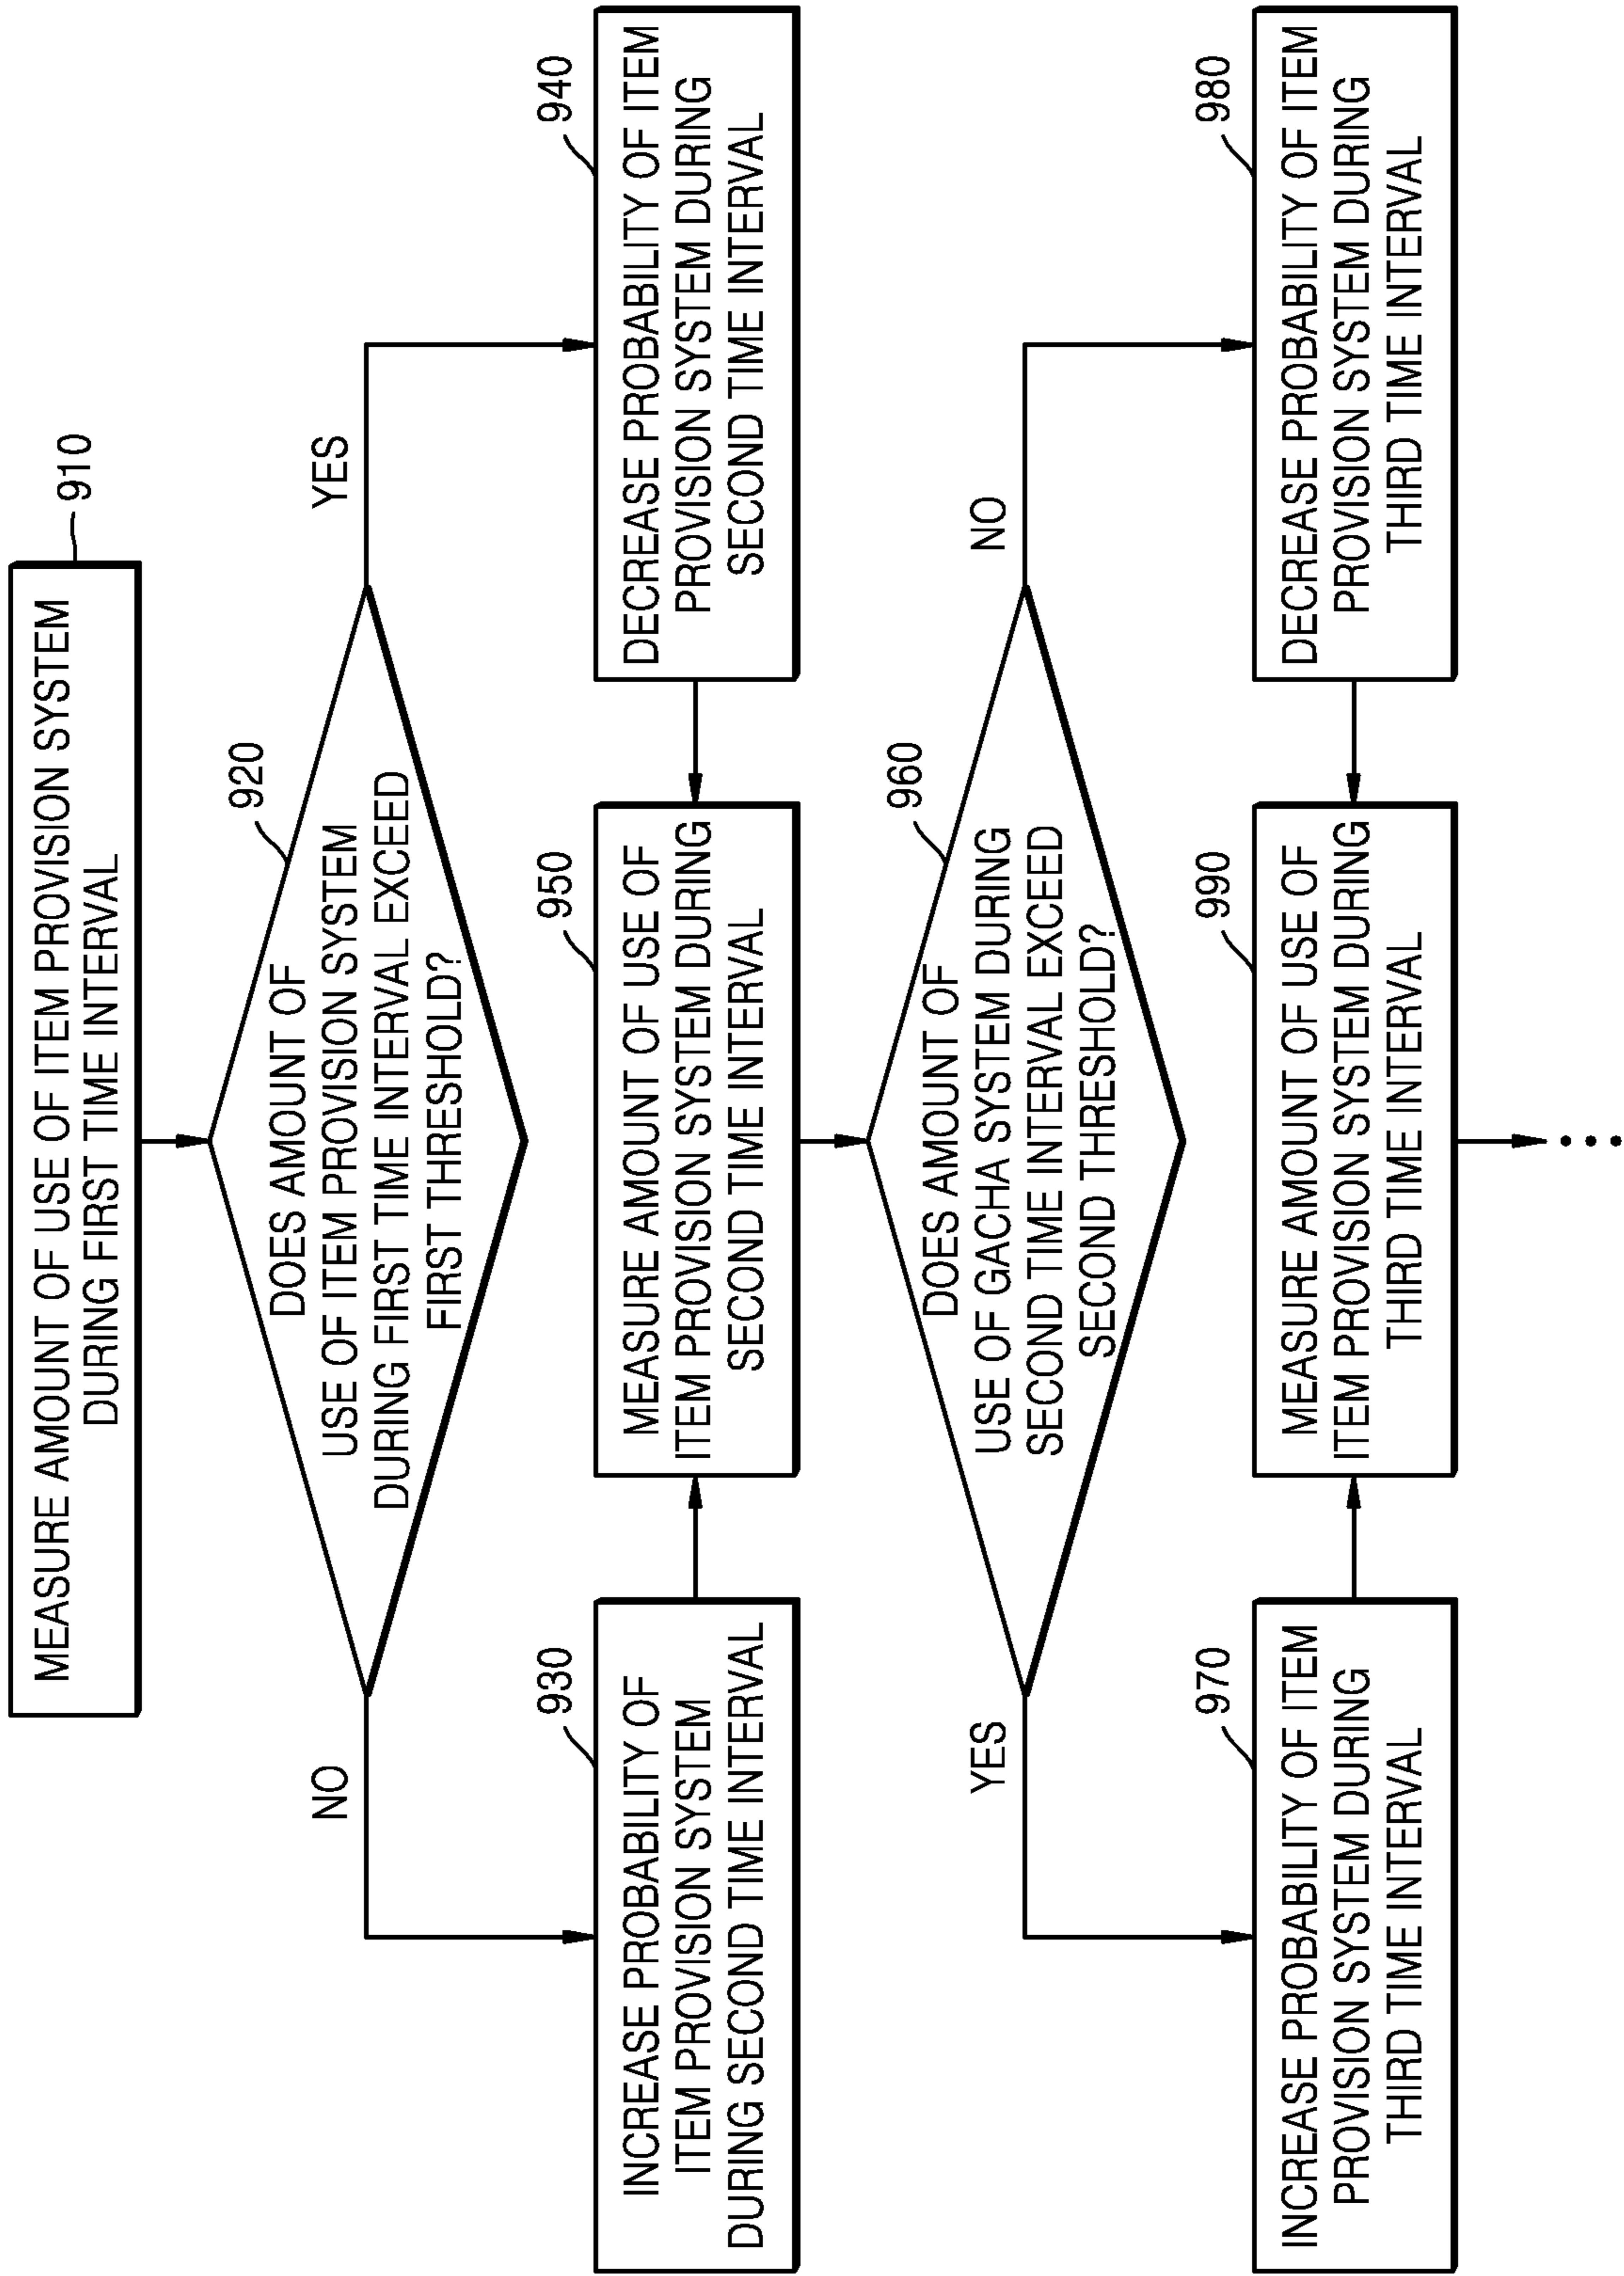 MEASURE AMOUNT OF USE OF ITEM PROVISION SYSTEM
DURING FIRST TIME INTERVAL
910
DOES AMOUNT OF
USE OF ITEM PROVISION SYSTEM
DURING FIRST TIME INTERVAL EXCEED
FIRST THRESHOLD?
920
NO
YES
930
INCREASE PROBABILITY OF
ITEM PROVISION SYSTEM
DURING SECOND TIME INTERVAL
950
MEASURE AMOUNT OF USE OF
ITEM PROVISION SYSTEM DURING
SECOND TIME INTERVAL
940
DECREASE PROBABILITY OF ITEM
PROVISION SYSTEM DURING
SECOND TIME INTERVAL
960
DOES AMOUNT OF
USE OF GACHA SYSTEM DURING
SECOND TIME INTERVAL EXCEED
SECOND THRESHOLD?
YES
NO
970
INCREASE PROBABILITY OF ITEM
PROVISION SYSTEM DURING
THIRD TIME INTERVAL
990
MEASURE AMOUNT OF USE OF
ITEM PROVISION SYSTEM DURING
THIRD TIME INTERVAL
980
DECREASE PROBABILITY OF ITEM
PROVISION SYSTEM DURING
THIRD TIME INTERVAL